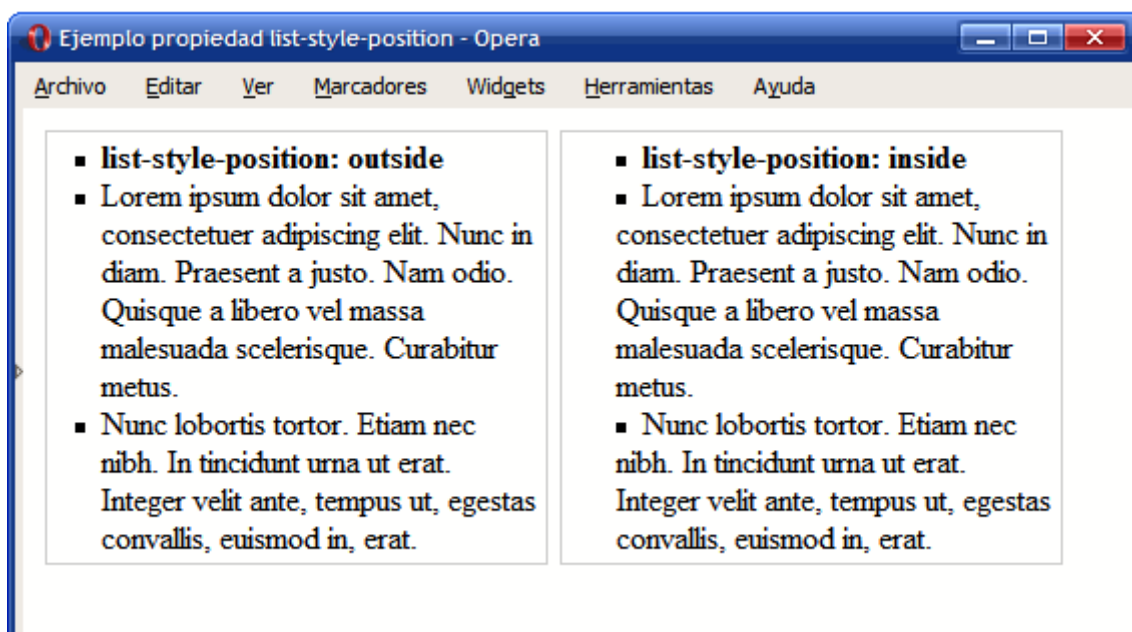 Ejemplo propiedad list-style-position - Opera
Archivo Editar Ver Marcadores Widgets Herramientas Ayuda
list-style-position: outside
Lorem ipsum dolor sit amet,
consectetuer adipiscing elit. Nunc in
diam. Praesent a justo. Nam odio.
Quisque a libero vel massa
malesuada scelerisque. Curabitur
metus.
Nunc lobortis tortor. Etiam nec
nibh. In tincidunt urna ut erat.
Integer velit ante, tempus ut, egestas
convallis, euismod in, erat.
list-style-position: inside
Lorem ipsum dolor sit amet,
consectetuer adipiscing elit. Nunc in
diam. Praesent a justo. Nam odio.
Quisque a libero vel massa
malesuada scelerisque. Curabitur
metus.
Nunc lobortis tortor. Etiam nec
nibh. In tincidunt urna ut erat.
Integer velit ante, tempus ut, egestas
convallis, euismod in, erat.